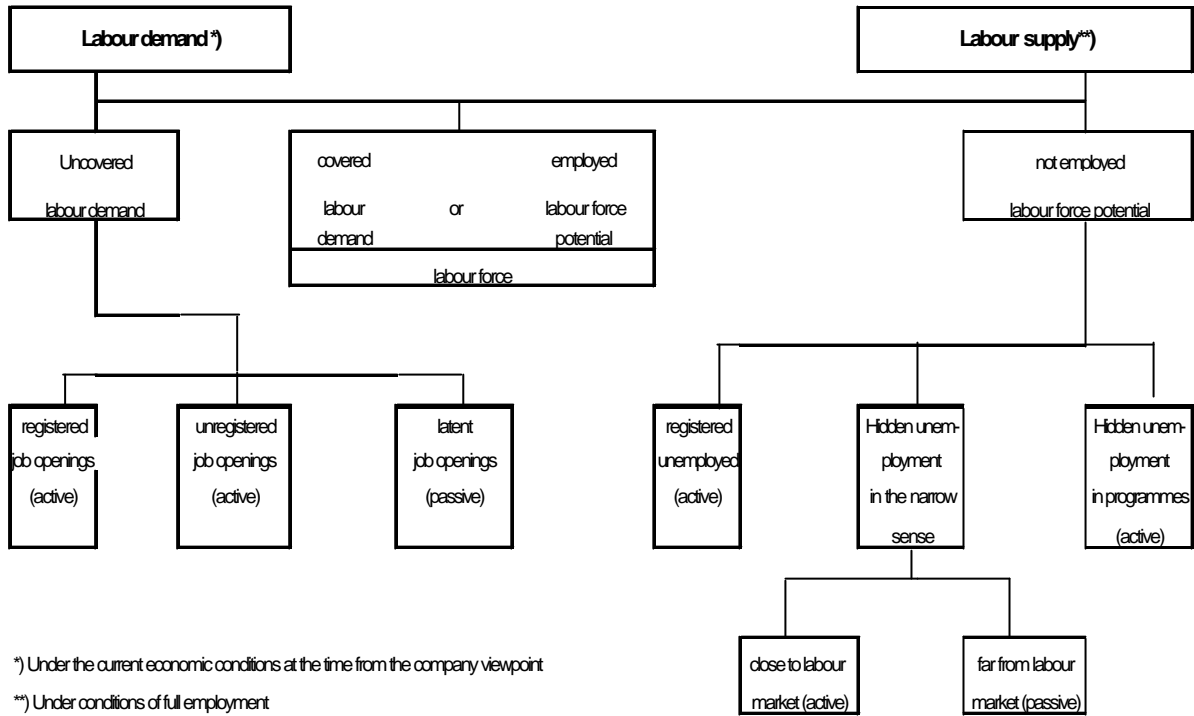 Labour demand *)
Labour supply**)
Uncovered
labour demand
covered employed
labour or labour force
demand potential
labour force
not employed
labour force potential
registered
job openings
(active)
unregistered
job openings
(active)
latent
job openings
(passive)
registered
unemployed
(active)
Hidden unem-
ployment
in the narrow
sense
Hidden unem-
ployment
in programmes
(active)
close to labour
market (active)
far from labour
market (passive)
*) Under the current economic conditions at the time from the company viewpoint
**) Under conditions of full employment